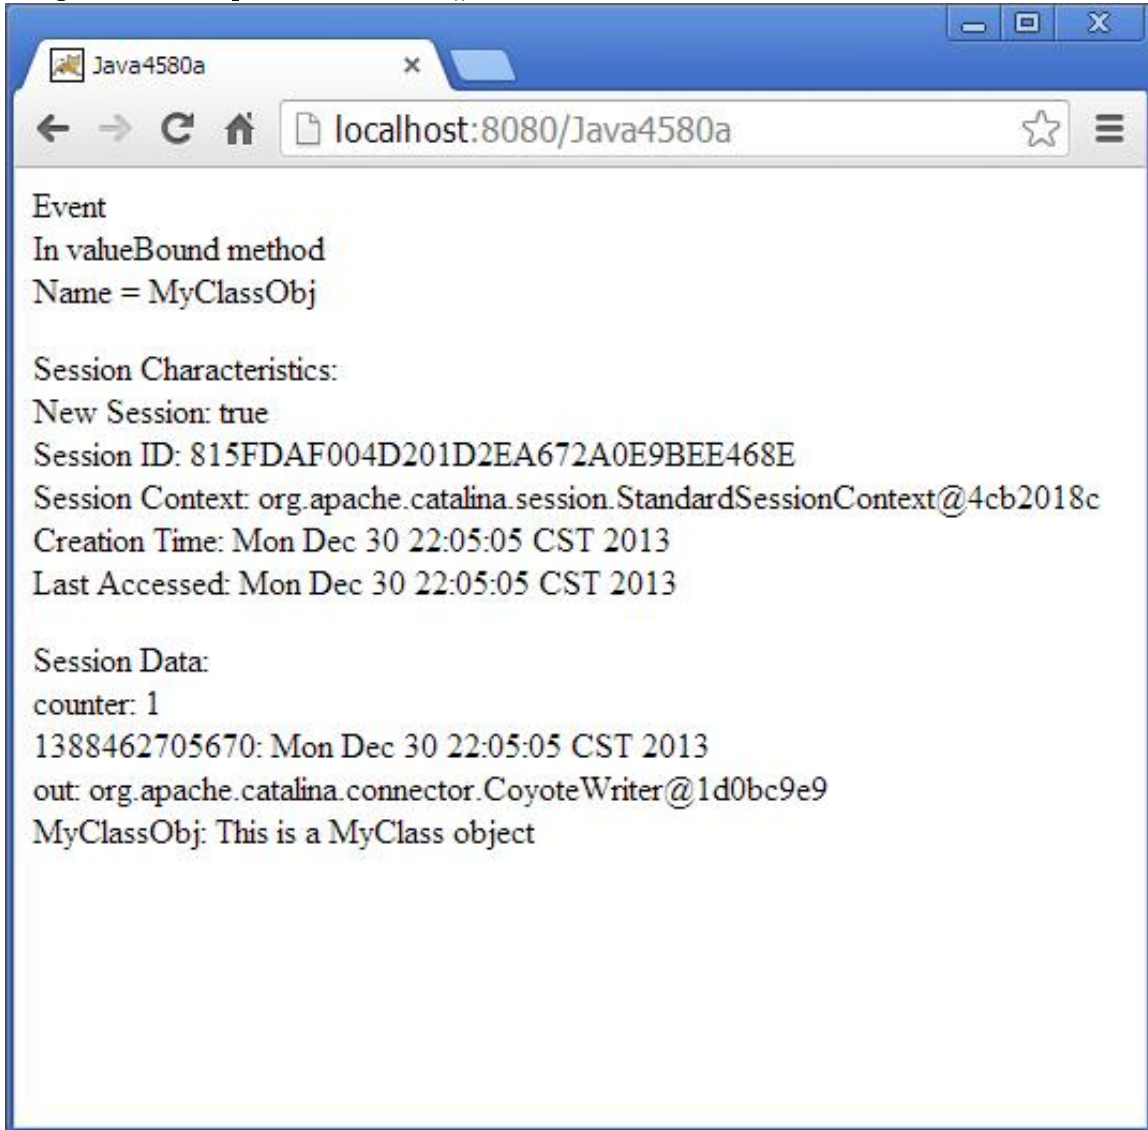 Java4580a
localhost:8080/Java4580a
Event
In valueBound method
Name = MyClassObj
Session Characteristics:
New Session: true
Session ID: 815FDAF004D201D2EA672A0E9BEE468E
Session Context: org.apache.catalina.session.StandardSessionContext@4cb2018c
Creation Time: Mon Dec 30 22:05:05 CST 2013
Last Accessed: Mon Dec 30 22:05:05 CST 2013
Session Data:
counter: 1
1388462705670: Mon Dec 30 22:05:05 CST 2013
out: org.apache.catalina.connector.CoyoteWriter@1d0bc9e9
MyClassObj: This is a MyClass object